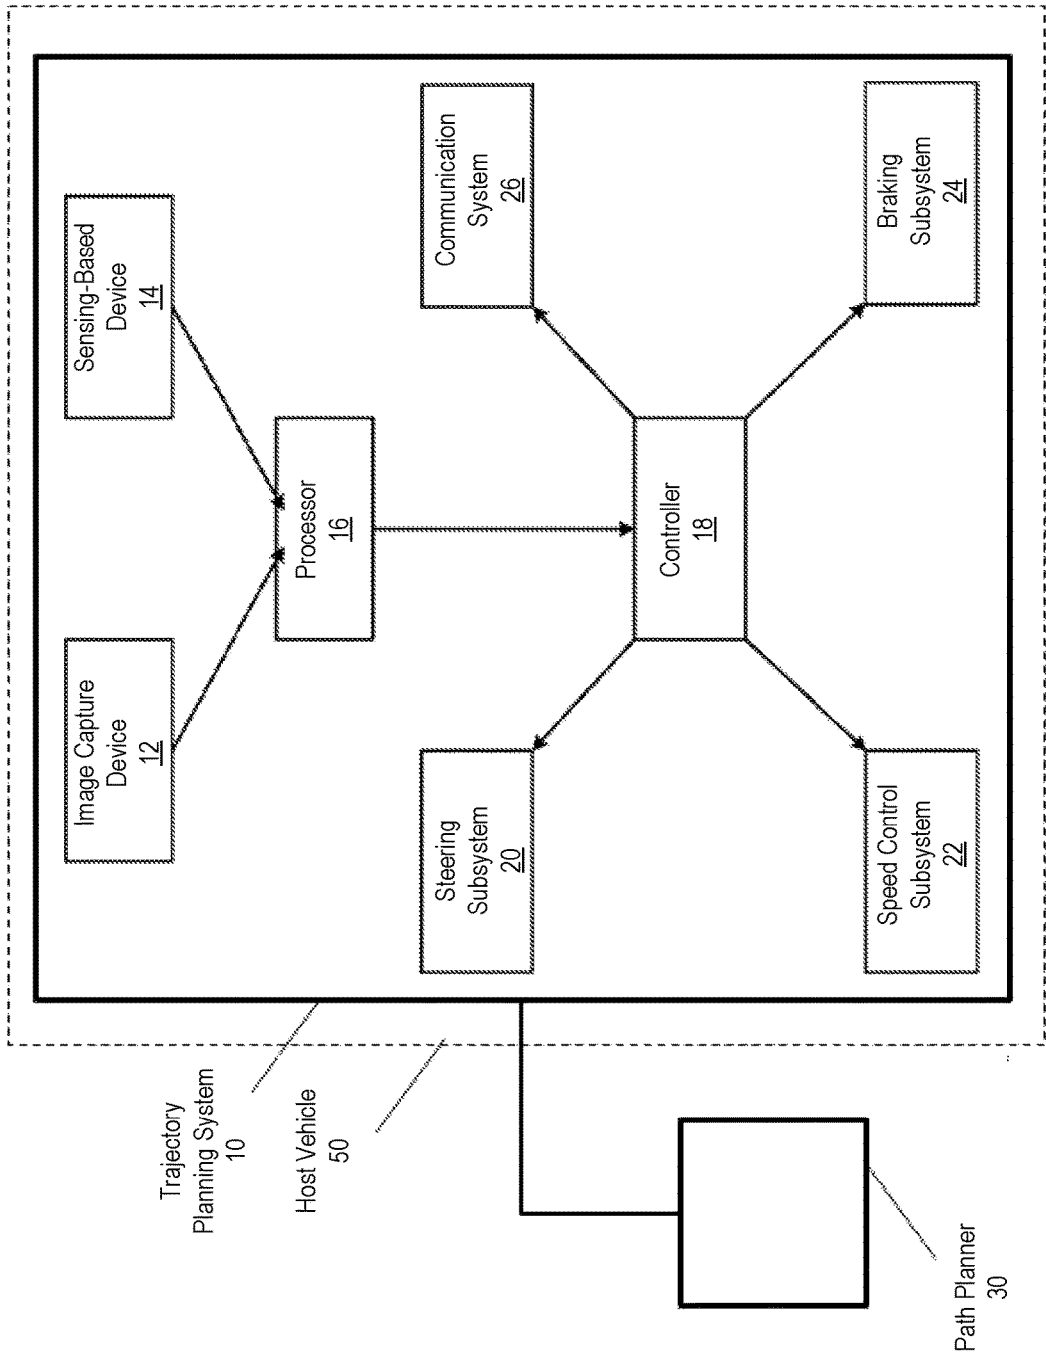 Trajectory
Planning System
10
Host Vehicle
50
Path Planner
30
Image Capture
Device
12
Sensing-Based
Device
14
Processor
16
Steering
Subsystem
20
Communication
System
26
Controller
18
Speed Control
Subsystem
22
Braking
Subsystem
24